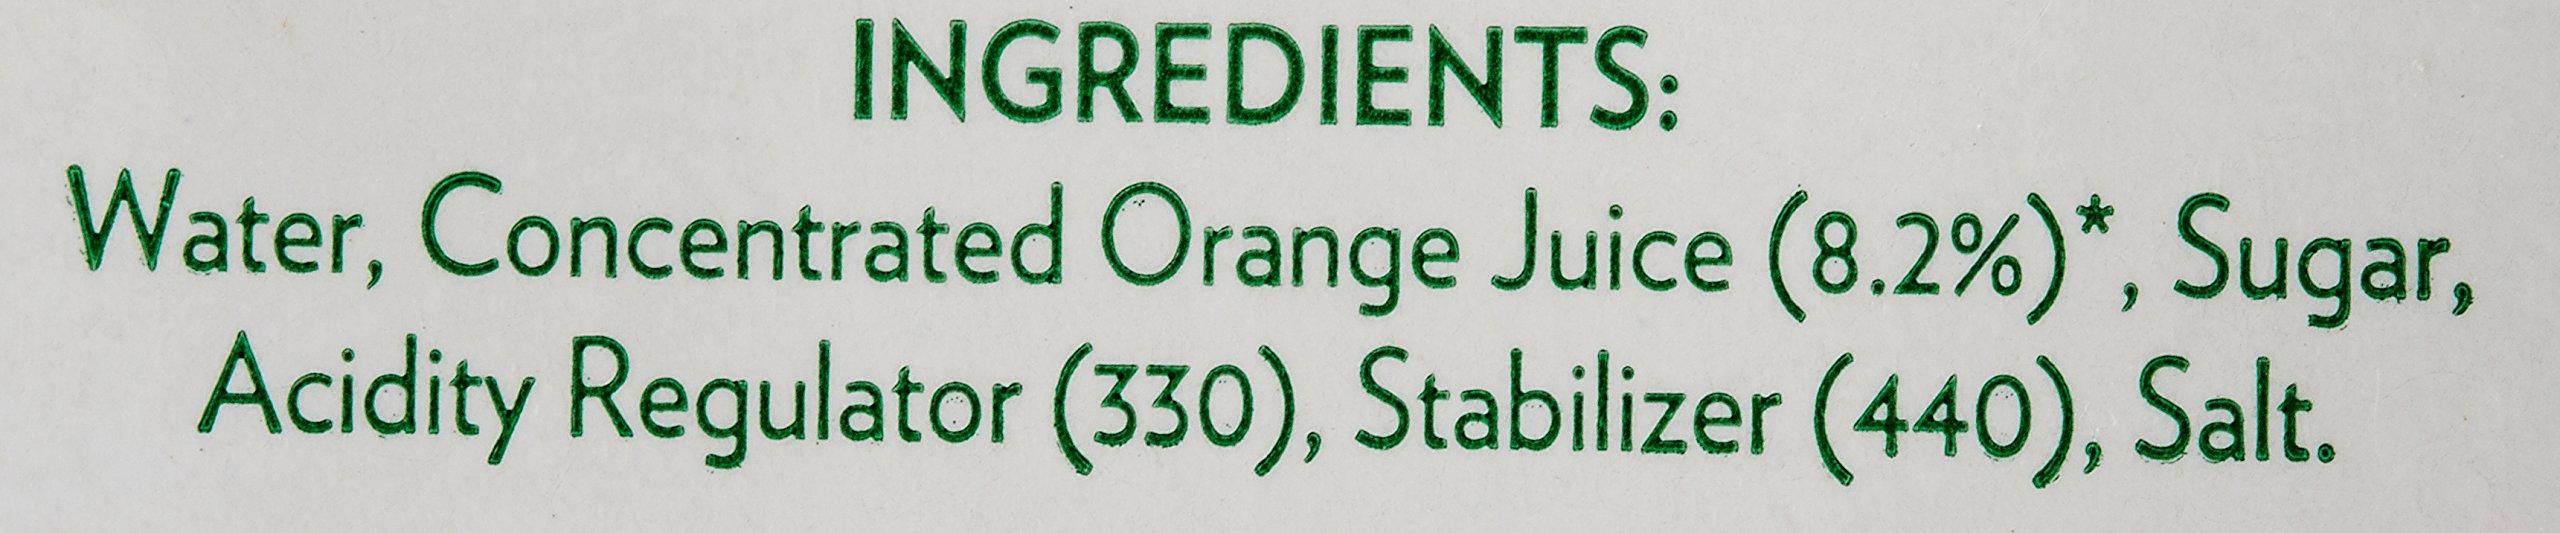 INGREDIENTS:
Water, Concentrated Orange Juice (8.2%)*, Sugar,
Acidity Regulator (330), Stabilizer (440), Salt.